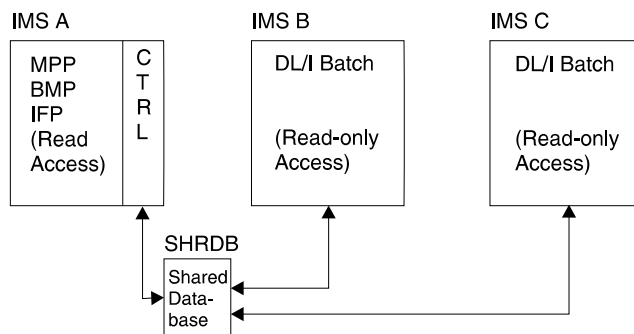 IMS A
MPP
BMP
IFP
(Read
Access)
C
T
R
L
IMS B
DL/I Batch
(Read-only
Access)
IMS C
DL/I Batch
(Read-only
Access)
SHRDB
Shared
Data-
base